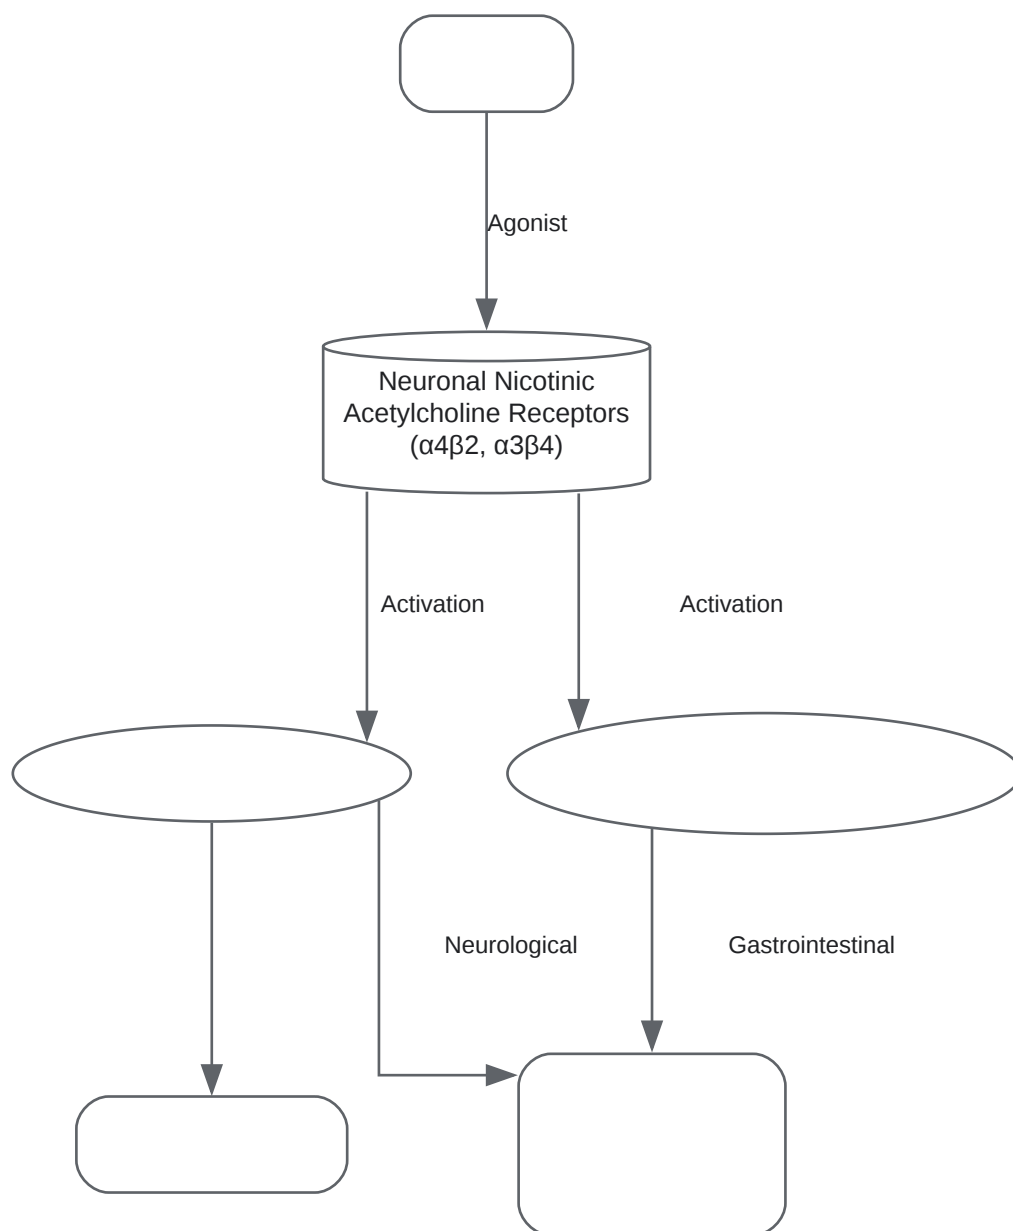 Agonist
Neuronal Nicotinic
Acetylcholine Receptors
(α4β2, α3β4)
Activation
Activation
Neurological
Gastrointestinal